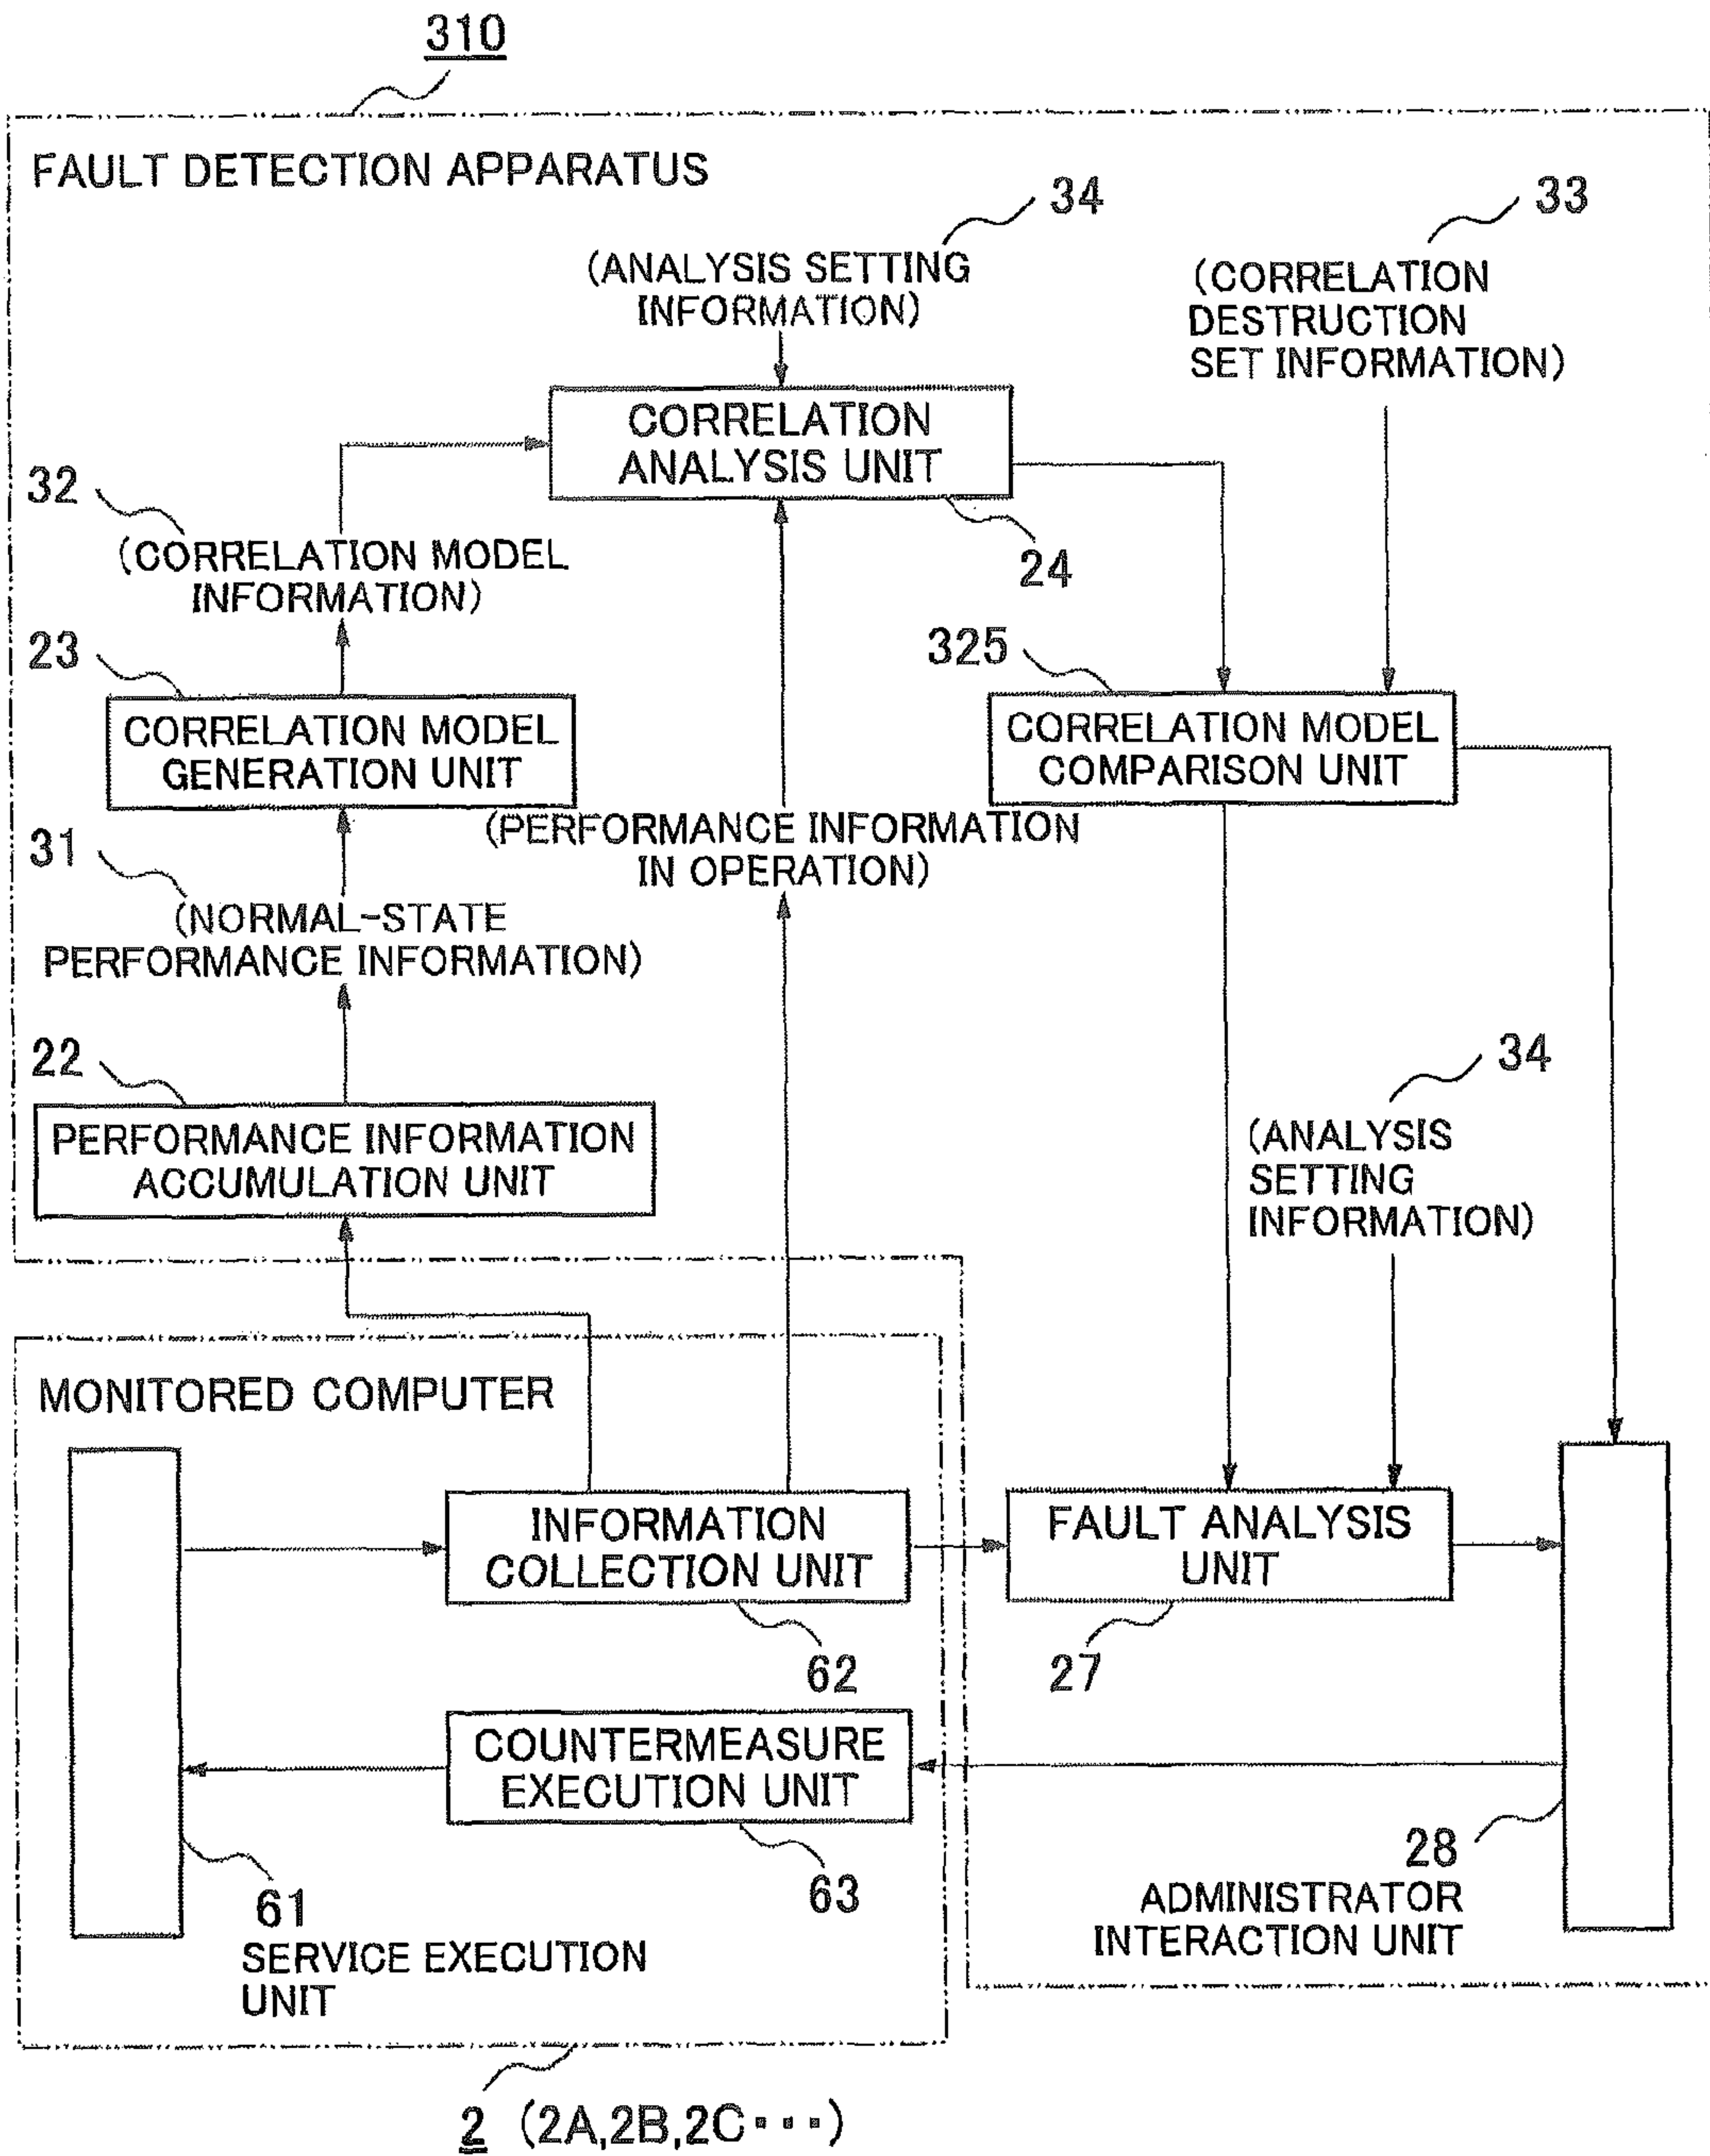 310
FAULT DETECTION APPARATUS
34
(ANALYSIS SETTING
INFORMATION)
33
(CORRELATION
DESTRUCTION
SET INFORMATION)
CORRELATION
ANALYSIS UNIT
24
32
(CORRELATION MODEL
INFORMATION)
23
CORRELATION MODEL
GENERATION UNIT
325
CORRELATION MODEL
COMPARISON UNIT
(PERFORMANCE INFORMATION
IN OPERATION)
31
(NORMAL-STATE
PERFORMANCE INFORMATION)
22
PERFORMANCE INFORMATION
ACCUMULATION UNIT
34
(ANALYSIS
SETTING
INFORMATION)
MONITORED COMPUTER
INFORMATION
COLLECTION UNIT
62
FAULT ANALYSIS
UNIT
27
COUNTERMEASURE
EXECUTION UNIT
63
61
SERVICE EXECUTION
UNIT
28
ADMINISTRATOR
INTERACTION UNIT
2 (2A,2B,2C···)